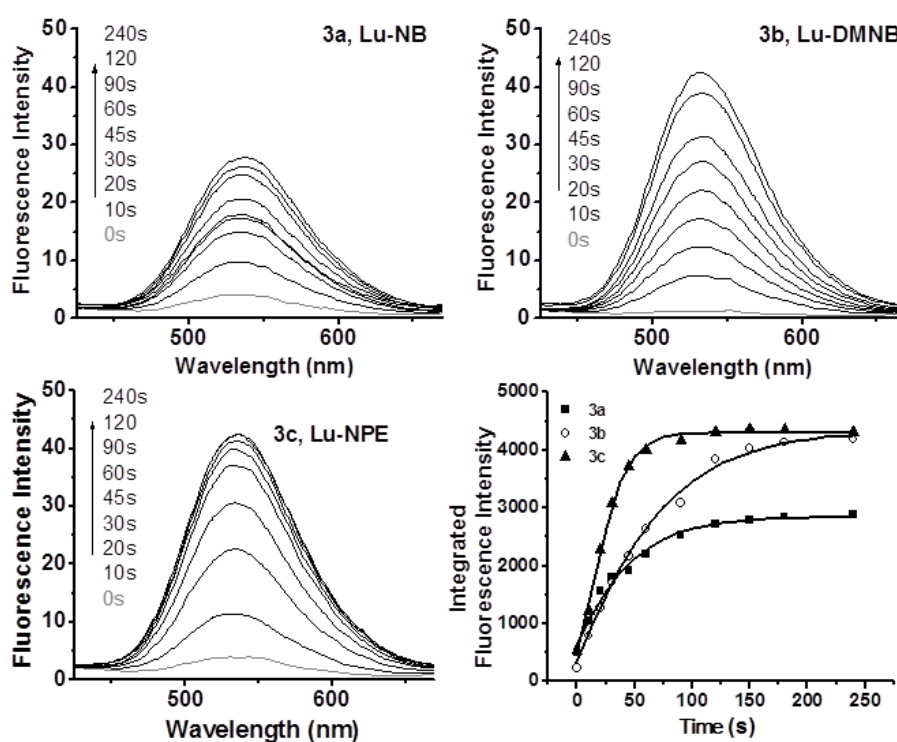 3a, Lu-NB
240s
120
90s
60s
45s
30s
20s
10s
0s
50
40
30
20
10
0
500
600
Fluorescence Intensity
Wavelength (nm)
3b, Lu-DMNB
240s
120
90s
60s
45s
30s
20s
10s
0s
50
40
30
20
10
0
500
600
Fluorescence Intensity
Wavelength (nm)
3c, Lu-NPE
240s
120
90s
60s
45s
30s
20s
10s
0s
50
40
30
20
10
0
500
600
Fluorescence Intensity
Wavelength (nm)
3a
3b
3c
5000
4000
3000
2000
1000
0
0
50
100
150
200
250
Integrated
Fluorescence Intensity
Time (s)